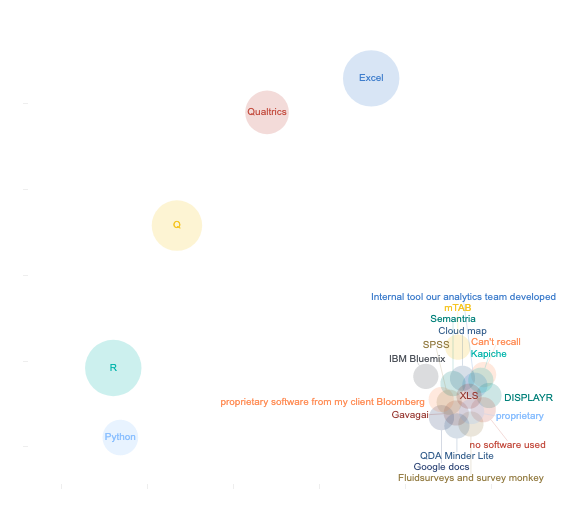 Excel
Qualtrics
Q
Internal tool our analytics team developed
mTAB
Semantria
Cloud map
SPSS
Can't recall
Kapiche
IBM Bluemix
R
XLS
DISPLAYR
proprietary software from my client Bloomberg
Gavagai
proprietary
Python
no software used
QDA Minder Lite
Google docs
Fluidsurveys and survey monkey